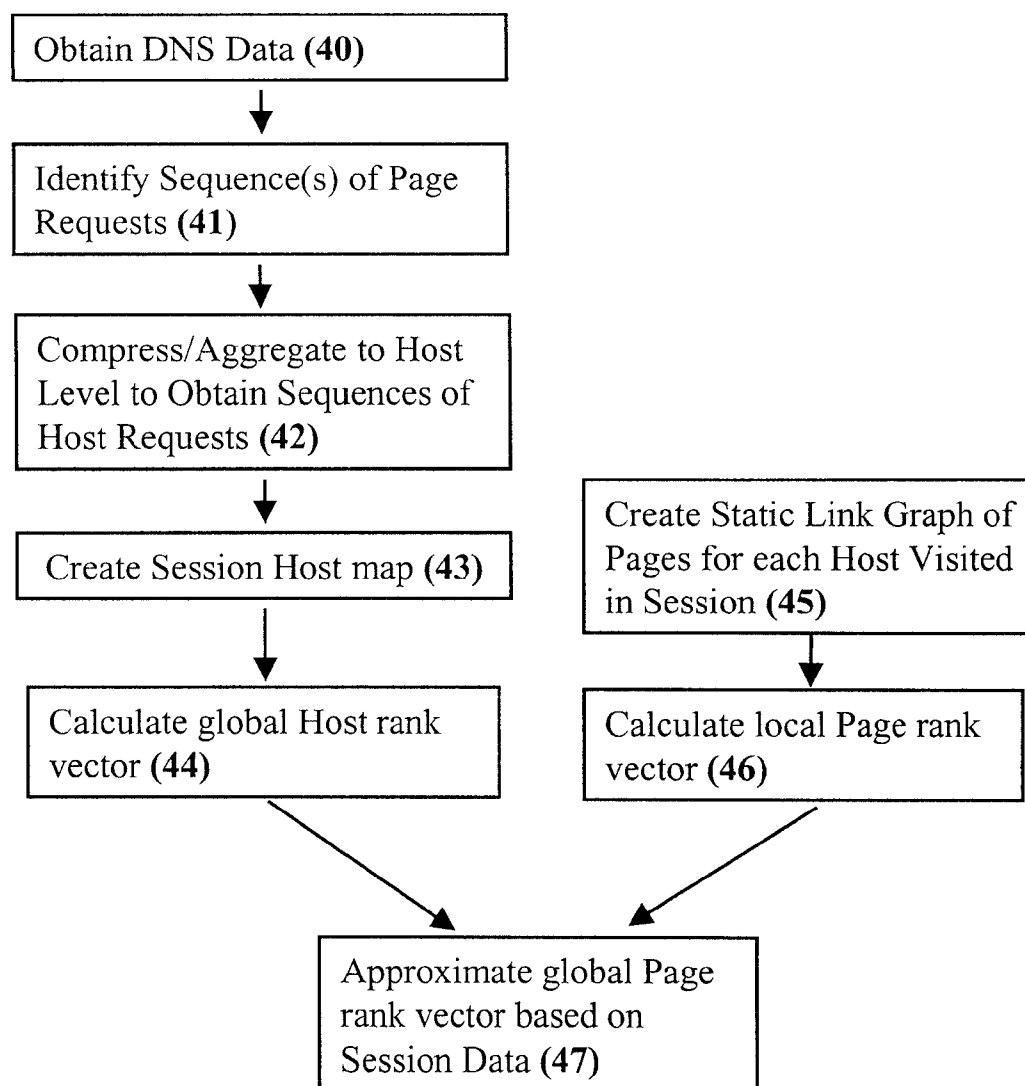 Obtain DNS Data (40)
Identify Sequence(s) of Page
Requests (41)
Compress/Aggregate to Host
Level to Obtain Sequences of
Host Requests (42)
Create Session Host map (43)
Calculate global Host rank
vector (44)
Create Static Link Graph of
Pages for each Host Visited
in Session (45)
Calculate local Page rank
vector (46)
Approximate global Page
rank vector based on
Session Data (47)